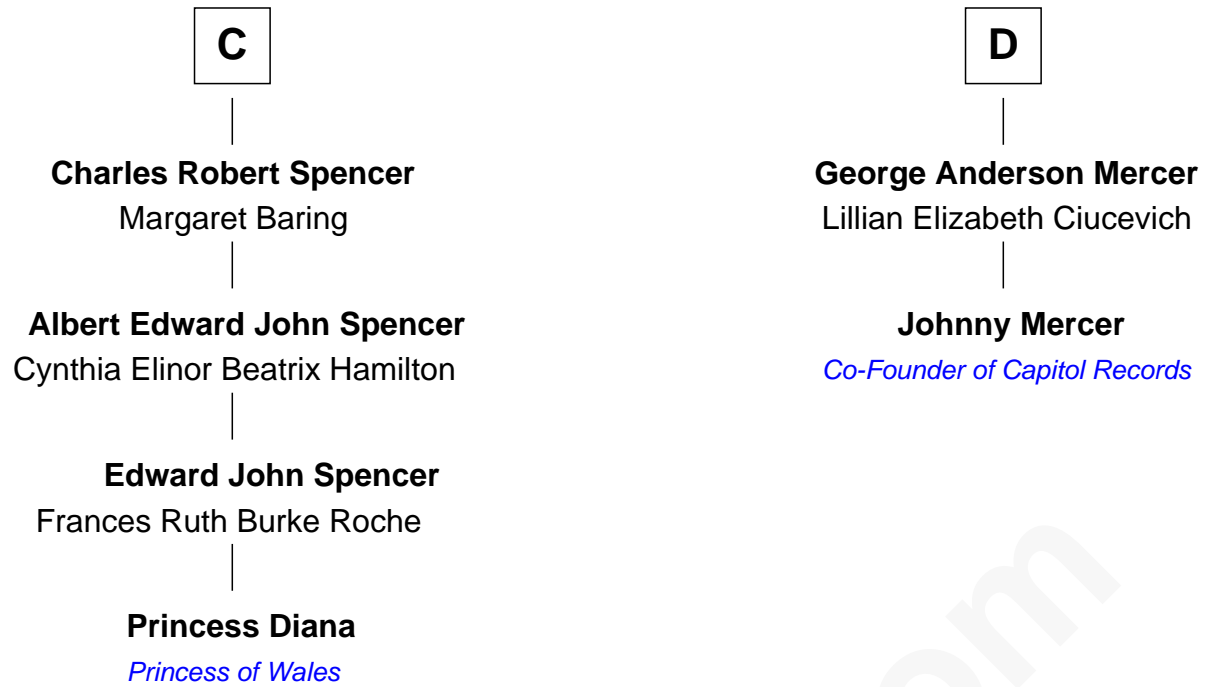 C
Charles Robert Spencer
Margaret Baring
Albert Edward John Spencer
Cynthia Elinor Beatrix Hamilton
Edward John Spencer
Frances Ruth Burke Roche
Princess Diana
Princess of Wales
D
George Anderson Mercer
Lillian Elizabeth Ciucevich
Johnny Mercer
Co-Founder of Capitol Records
om